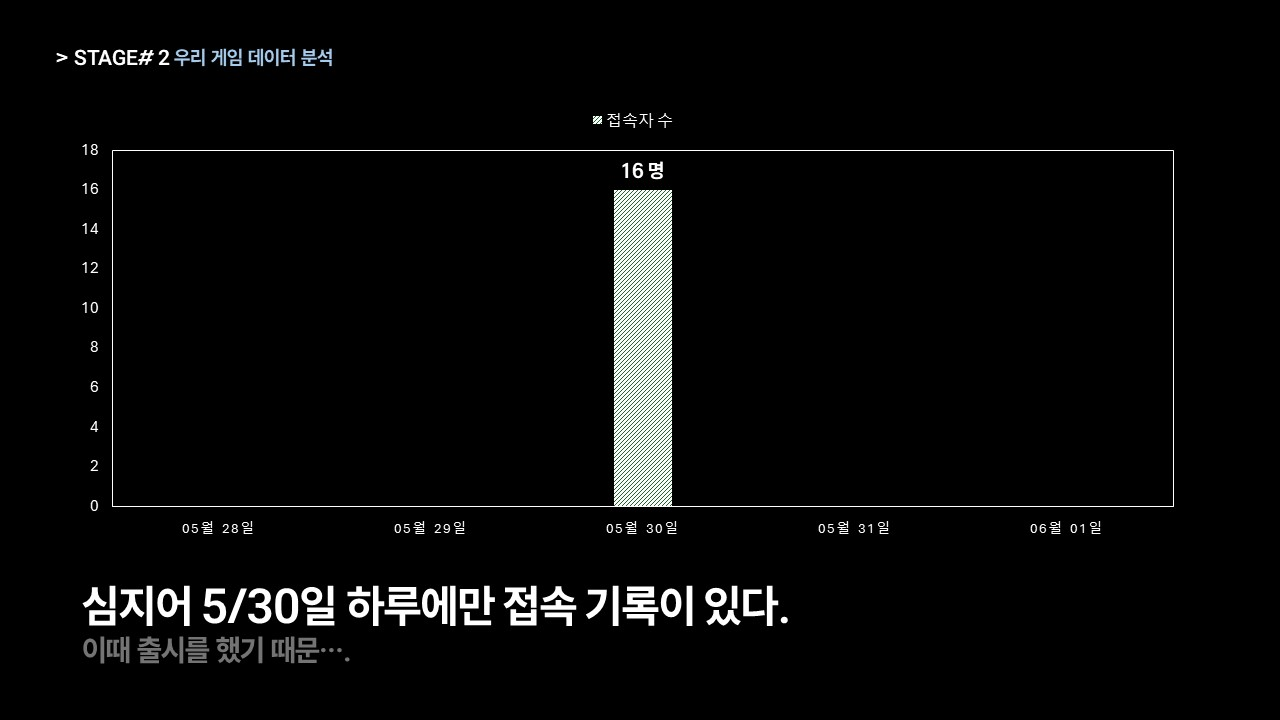 > STAGE# 2 우리 게임 데이터 분석
접속자 수
18
16 명
16
14
12
10
8
6
4
2
0
05월 28일 05월 29일 05월 30일 05월 31일 06월 01일
심지어 5/30일 하루에만 접속 기록이 있다.
이때 출시를 했기 때문….